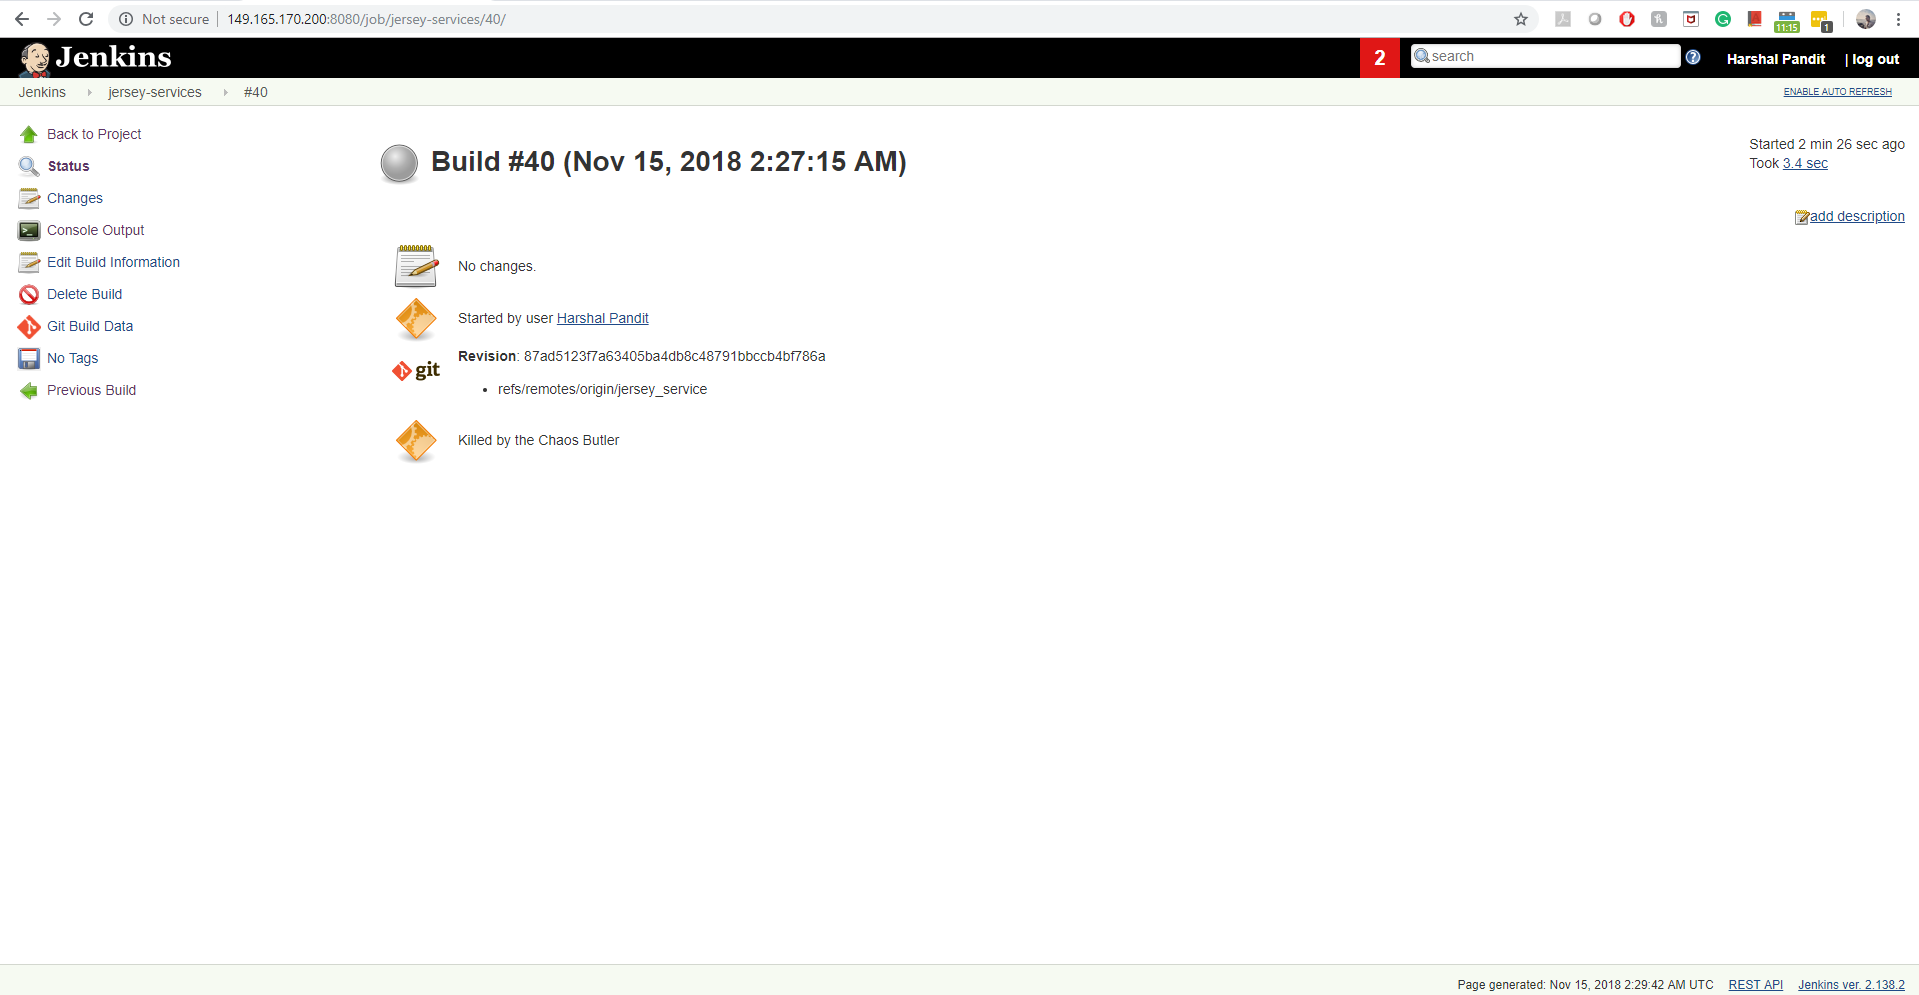 Not secure | 149.165.170.200:8080/job/jersey-services/40/
11:15
1
Jenkins
2
search
Harshal Pandit
| log out
Jenkins
jersey-services
#40
ENABLE AUTO REFRESH
Back to Project
Status
Changes
Console Output
Edit Build Information
Delete Build
Git Build Data
No Tags
Previous Build
Build #40 (Nov 15, 2018 2:27:15 AM)
Started 2 min 26 sec ago
Took 3.4 sec
add description
No changes.
Started by user Harshal Pandit
git
Revision: 87ad5123f7a63405ba4db8c48791bbccb4bf786a
• refs/remotes/origin/jersey_service
Killed by the Chaos Butler
Page generated: Nov 15, 2018 2:29:42 AM UTC REST API Jenkins ver. 2.138.2